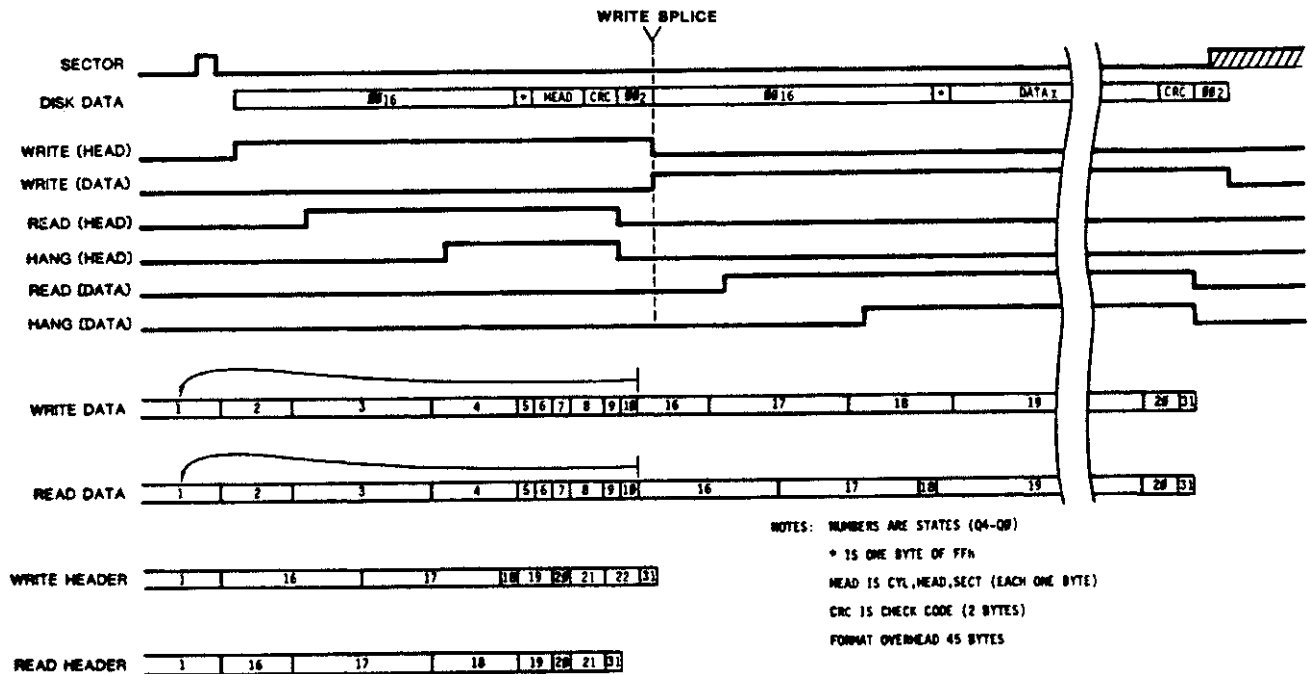 WRITE SPLICE
SECTOR
DISK DATA 0016 * HEAD CRC 002 0016 * DATAX CRC 002
WRITE (HEAD)
WRITE (DATA)
READ (HEAD)
HANG (HEAD)
READ (DATA)
HANG (DATA)
WRITE DATA 1 2 3 4 5 6 7 8 9 10 16 17 18 19 20 31
READ DATA 1 2 3 4 5 6 7 8 9 10 16 17 18 19 20 31
NOTES: NUMBERS ARE STATES (Q4-Q0)
* IS ONE BYTE OF FFh
WRITE HEADER 1 16 17 18 19 20 21 22 31
HEAD IS CYL,HEAD,SECT (EACH ONE BYTE)
CRC IS CHECK CODE (2 BYTES)
FORMAT OVERHEAD 45 BYTES
READ HEADER 1 16 17 18 19 20 21 31